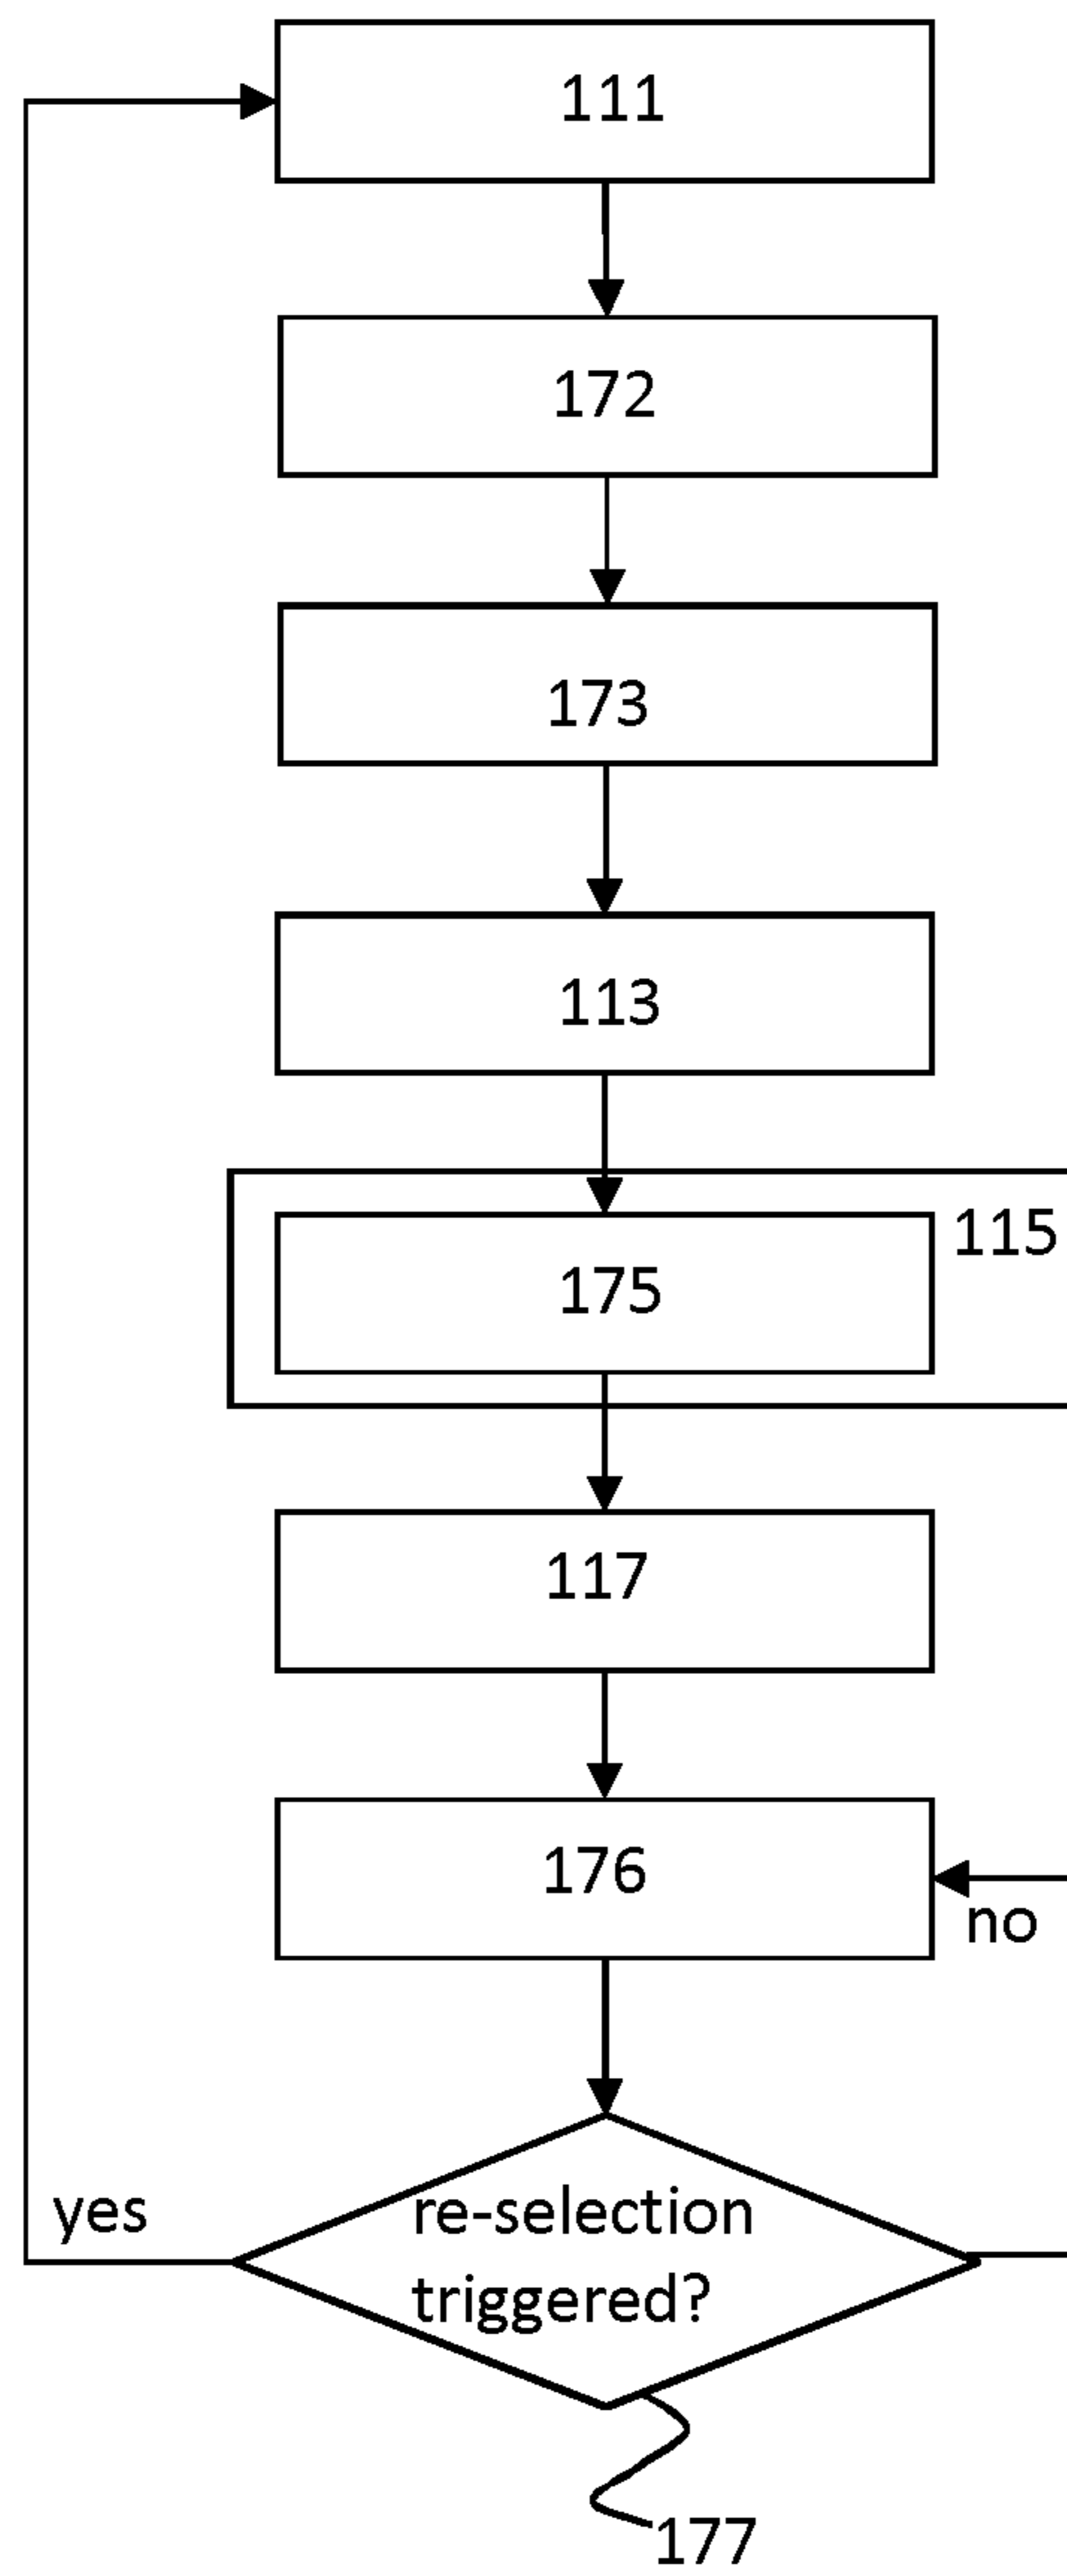 111
172
173
113
115
175
117
176
no
yes
re-selection
triggered?
177